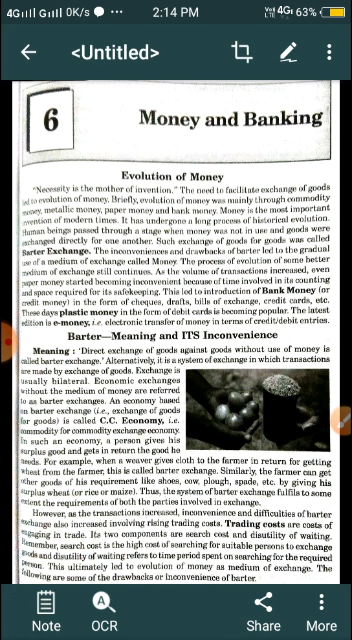 4G 4G 0K/s ••• 2:14 PM VoI LTE 4G 63%
<Untitled>
6
Money and Banking
Evolution of Money
"Necessity is the mother of invention." The need to facilitate exchange of goods
led to evolution of money. Briefly, evolution of money was mainly through commodity
money, metallic money, paper money and bank money. Money is the most important
invention of modern times. It has undergone a long process of historical evolution.
Human beings passed through a stage when money was not in use and goods were
exchanged directly for one another. Such exchange of goods for goods was called
Barter Exchange. The inconveniences and drawbacks of barter led to the gradual
use of a medium of exchange called Money. The process of evolution of some better
medium of exchange still continues. As the volume of transactions increased, even
paper money started becoming inconvenient because of time involved in its counting
and space required for its safekeeping. This led to introduction of Bank Money (or
credit money) in the form of cheques, drafts, bills of exchange, credit cards, etc.
These days plastic money in the form of debit cards is becoming popular. The latest
edition is e-money, i.e. electronic transfer of money in terms of credit/debit entries.
Barter—Meaning and ITS Inconvenience
Meaning : 'Direct exchange of goods against goods without use of money is
called barter exchange.' Alternatively, it is a system of exchange in which transactions
are made by exchange of goods. Exchange is
usually bilateral. Economic exchanges
without the medium of money are referred
to as barter exchanges. An economy based
on barter exchange (i.e., exchange of goods
for goods) is called C.C. Economy, i.e.
commodity for commodity exchange economy.
In such an economy, a person gives his
surplus good and gets in return the good he
needs. For example, when a weaver gives cloth to the farmer in return for getting
wheat from the farmer, this is called barter exchange. Similarly, the farmer can get
other goods of his requirement like shoes, cow, plough, spade, etc. by giving his
surplus wheat (or rice or maize). Thus, the system of barter exchange fulfils to some
extent the requirements of both the parties involved in exchange.
However, as the transactions increased, inconvenience and difficulties of barter
exchange also increased involving rising trading costs. Trading costs are costs of
engaging in trade. Its two components are search cost and disutility of waiting.
Remember, search cost is the high cost of searching for suitable persons to exchange
goods and disutility of waiting refers to time period spent on searching for the required
person. This ultimately led to evolution of money as medium of exchange. The
following are some of the drawbacks or inconvenience of barter.
Note
OCR
Share
More